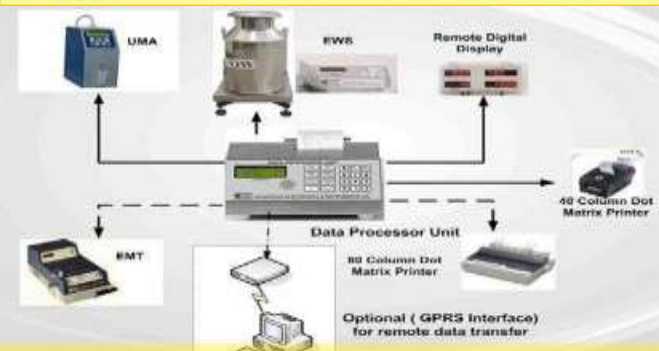 UMA
EWS
Remote Digital
Display
40 Column Dot
Matrix Printer
Data Processor Unit
EMT
80 Column Dot
Matrix Printer
Optional ( GPRS Interface)
for remote data transfer